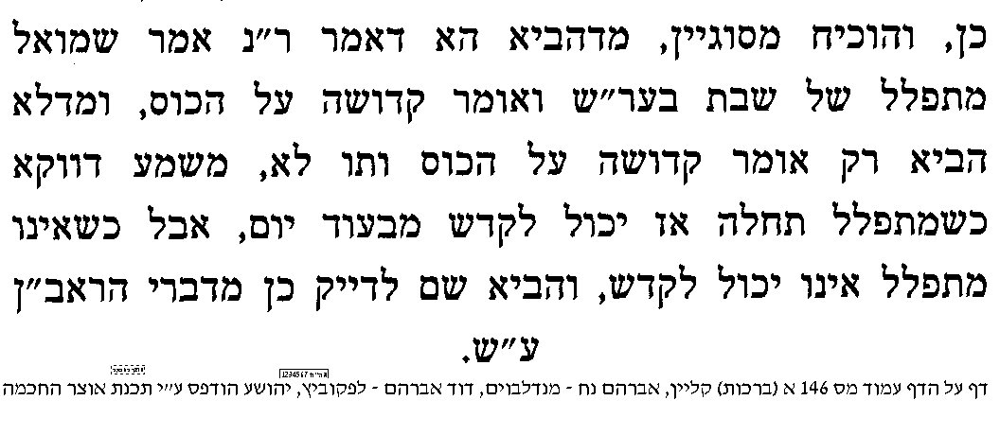 כן, והוכיח מסוגיין, מדהביא הא דאמר ר״נ אמר שמואל
מתפלל של שבת בער״ש ואומר קדושה על הכוס, ומדלא
הביא רק אומר קדושה על הכוס ותו לא, משמע דווקא
כשמתפלל תחלה אז יכול לקדש מבעוד יום, אבל כשאינו
מתפלל אינו יכול לקדש, והביא שם לדייק כן מדברי הראב״ן
ע״ש.
דף על הדף עמוד מס 146 א (ברכות) קליין, אברהם נח - מנדלבוים, דוד אברהם - לפקוביץ, יהושע הודפס ע״י תכנת אוצר החכמה